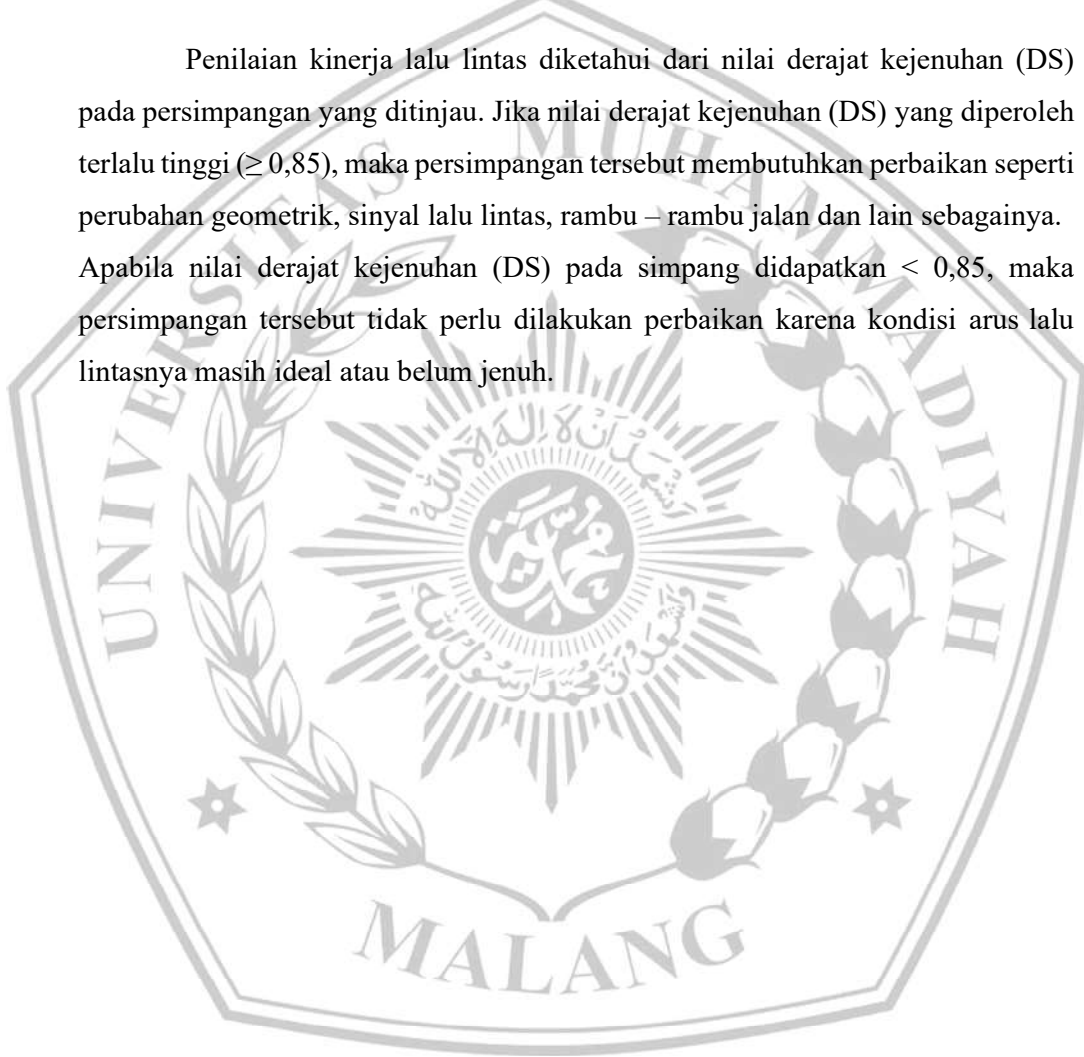 Penilaian kinerja lalu lintas diketahui dari nilai derajat kejenuhan (DS)
pada persimpangan yang ditinjau. Jika nilai derajat kejenuhan (DS) yang diperoleh
terlalu tinggi (≥ 0,85), maka persimpangan tersebut membutuhkan perbaikan seperti
perubahan geometrik, sinyal lalu lintas, rambu – rambu jalan dan lain sebagainya.
Apabila nilai derajat kejenuhan (DS) pada simpang didapatkan < 0,85, maka
persimpangan tersebut tidak perlu dilakukan perbaikan karena kondisi arus lalu
lintasnya masih ideal atau belum jenuh.
UNIVERSITAS MUHAMMADIYAH
MALANG